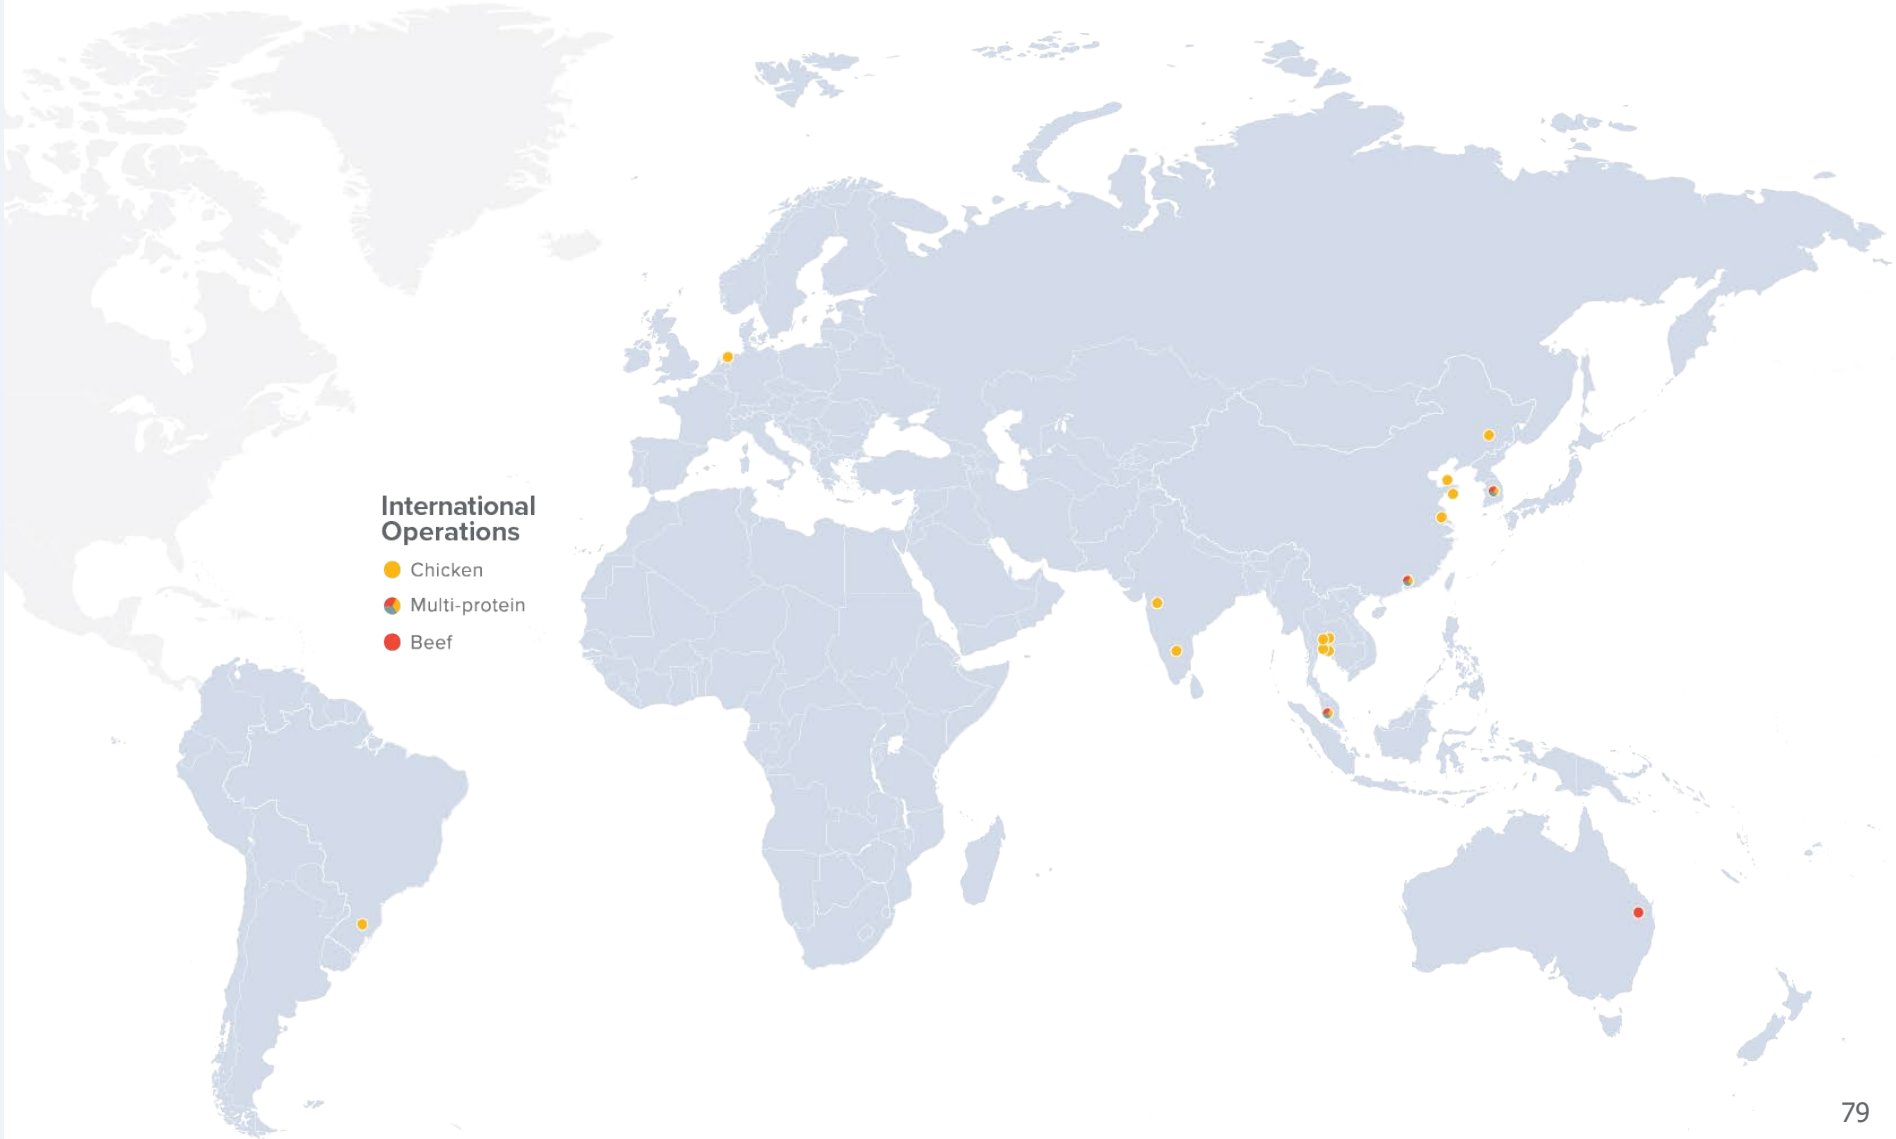 International
Operations
Chicken
Multi-protein
Beef
79